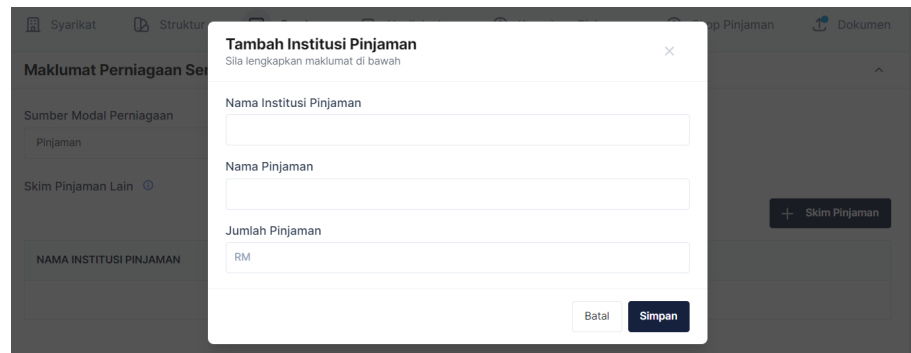 Syarikat
Struktur
op Pinjaman
Dokumen
Tambah Institusi Pinjaman
Sila lengkapkan maklumat di bawah
Maklumat Perniagaan Ser
Nama Institusi Pinjaman
Sumber Modal Perniagaan
Pinjaman
Nama Pinjaman
Skim Pinjaman Lain
+ Skim Pinjaman
Jumlah Pinjaman
RM
NAMA INSTITUSI PINJAMAN
Batal
Simpan